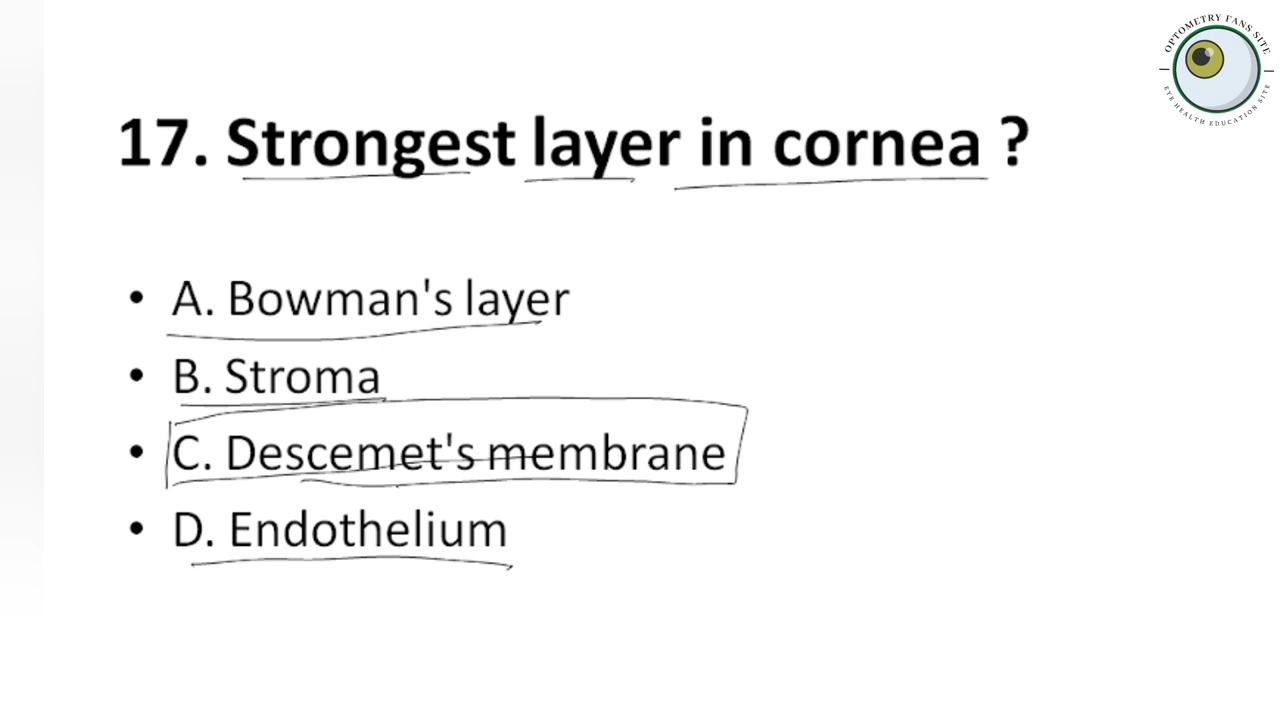 OPTOMETRY FANS SITE
EYE HEALTH EDUCATION SITE
17. Strongest layer in cornea ?
• A. Bowman's layer
• B. Stroma
• C. Descemet's membrane
• D. Endothelium